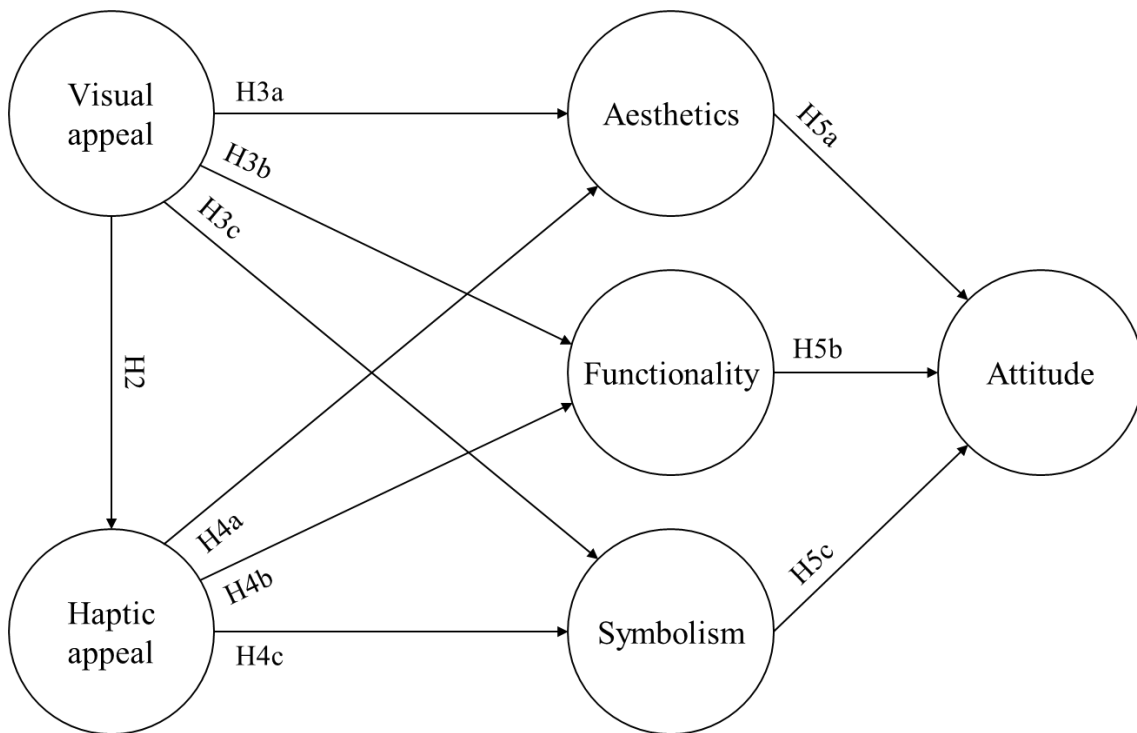 Visual
appeal
H3a
Aesthetics
H5a
H3b
H3c
H2
Functionality
H5b
Attitude
H4a
H4b
H4c
Haptic
appeal
Symbolism
H5c